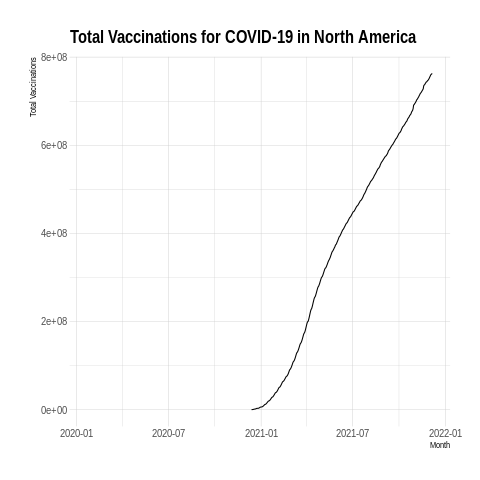 Total Vaccinations for COVID-19 in North America
Total Vaccinations
8e+08
6e+08
4e+08
2e+08
0e+00
2020-01 2020-07 2021-01 2021-07 2022-01
Month